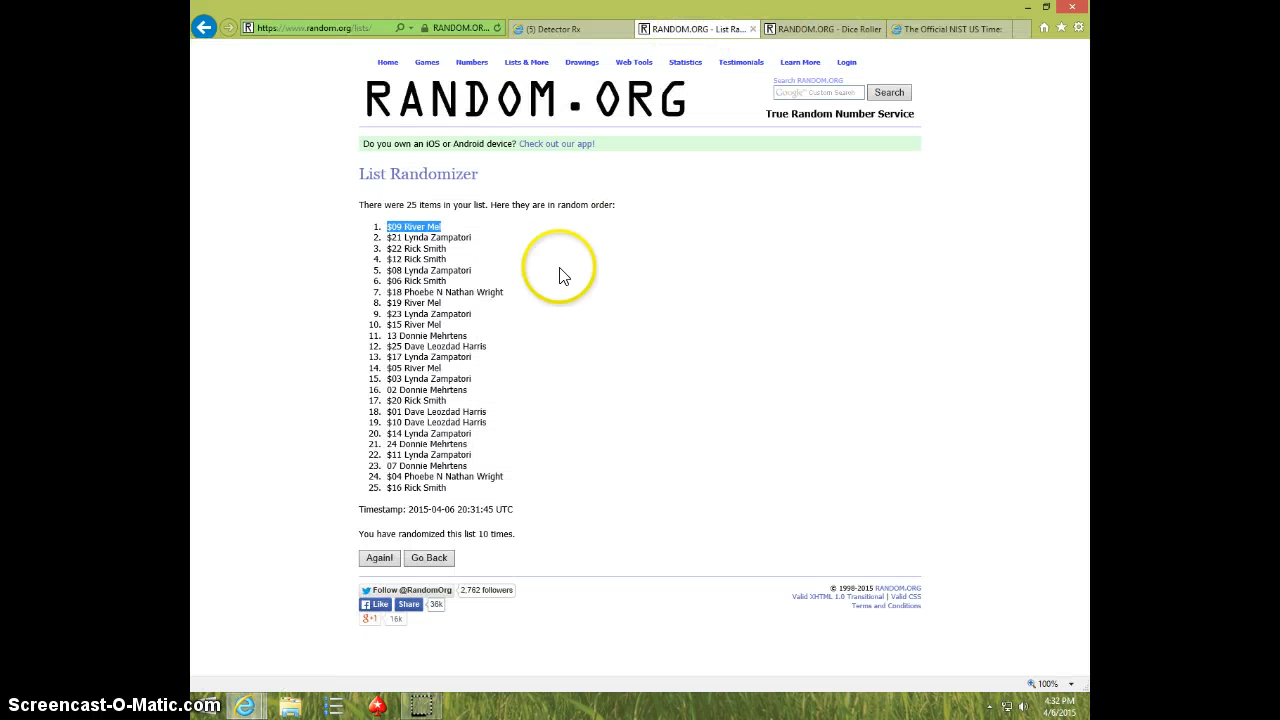 https://www.random.org/lists/
RANDOM.OR...
(5) Detector Rx
RANDOM.ORG - List Ra...
RANDOM.ORG - Dice Roller
The Official NIST US Time:
Home Games Numbers Lists & More Drawings Web Tools Statistics Testimonials Learn More Login
RANDOM.ORG
Search RANDOM.ORG
Google Custom Search
Search
True Random Number Service
Do you own an iOS or Android device? Check out our app!
List Randomizer
There were 25 items in your list. Here they are in random order:
1. $09 River Mel
2. $21 Lynda Zampatori
3. $22 Rick Smith
4. $12 Rick Smith
5. $08 Lynda Zampatori
6. $06 Rick Smith
7. $18 Phoebe N Nathan Wright
8. $19 River Mel
9. $23 Lynda Zampatori
10. $15 River Mel
11. 13 Donnie Mehrtens
12. $25 Dave Leozdad Harris
13. $17 Lynda Zampatori
14. $05 River Mel
15. $03 Lynda Zampatori
16. 02 Donnie Mehrtens
17. $20 Rick Smith
18. $01 Dave Leozdad Harris
19. $10 Dave Leozdad Harris
20. $14 Lynda Zampatori
21. 24 Donnie Mehrtens
22. $11 Lynda Zampatori
23. 07 Donnie Mehrtens
24. $04 Phoebe N Nathan Wright
25. $16 Rick Smith
Timestamp: 2015-04-06 20:31:45 UTC
You have randomized this list 10 times.
Again! Go Back
Follow @RandomOrg 2,762 followers
Like Share 36k
g+1 16k
© 1998-2015 RANDOM.ORG
Valid XHTML 1.0 Transitional | Valid CSS
Terms and Conditions
100%
4:32 PM
4/6/2015
Screencast-O-Matic.com